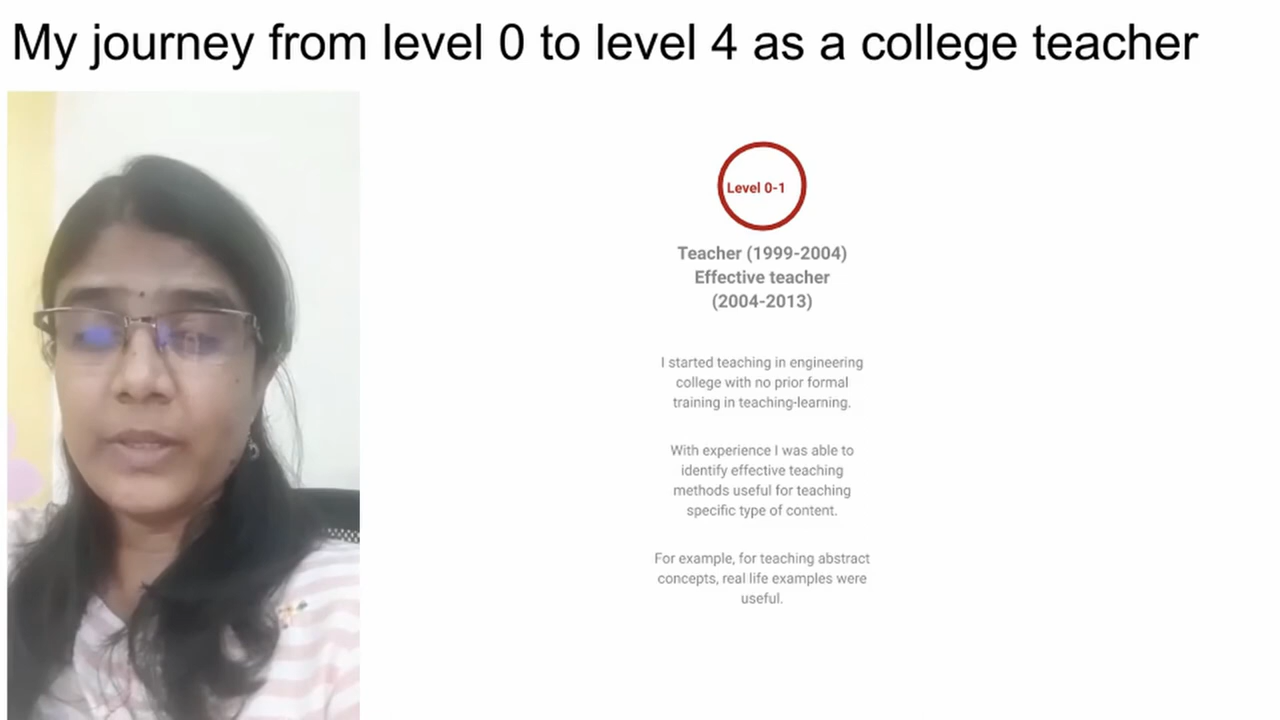 My journey from level 0 to level 4 as a college teacher
Level 0-1
Teacher (1999-2004)
Effective teacher
(2004-2013)
I started teaching in engineering
college with no prior formal
training in teaching-learning.
With experience I was able to
identify effective teaching
methods useful for teaching
specific type of content.
For example, for teaching abstract
concepts, real life examples were
useful.